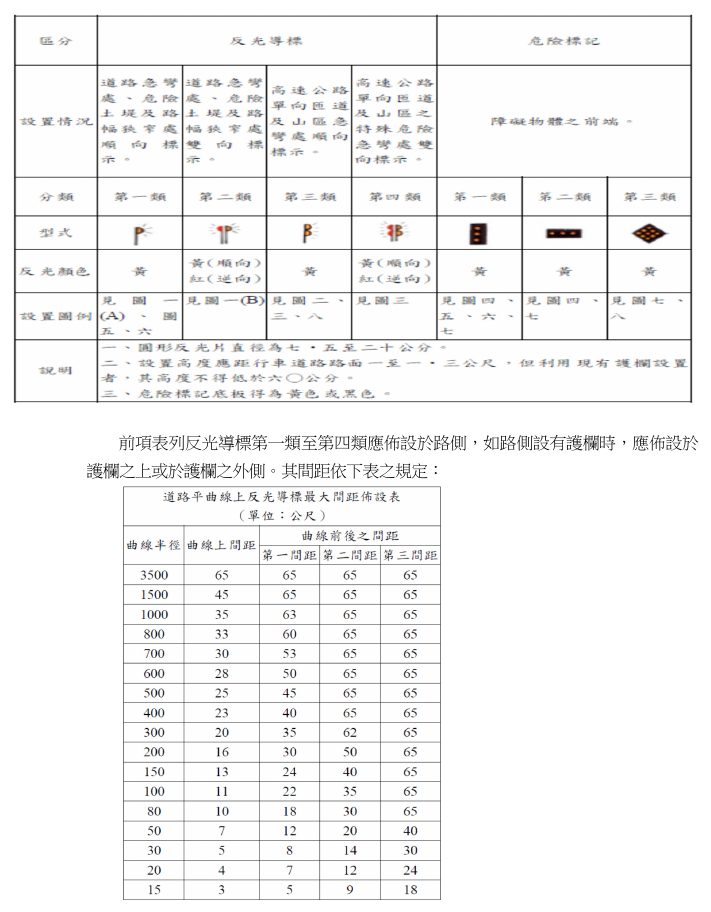 區分 反光導標 危險標記
設置情況
道路急彎處、危險土堤及路幅狹窄處順向標示。
道路急彎處、危險土堤及路幅狹窄處雙向標示。
高速公路單向匝道及山區急彎處順向標示。
高速公路單向匝道及山區之特殊危險急彎處雙向標示。
障礙物體之前端。
分類 第一類 第二類 第三類 第四類 第一類 第二類 第三類
型式
反光顏色 黃 黃(順向)紅(逆向) 黃 黃(順向)紅(逆向) 黃 黃 黃
設置圖例 見圖一(A)、圖五、六 見圖一(B) 見圖二、三、八 見圖三 見圖四、五、六、七 見圖四、七 見圖七、八
說明
一、圓形反光片直徑為七‧五至二十公分。
二、設置高度應距行車道路路面一至一‧三公尺，但利用現有護欄設置
者，其高度不得低於六○公分。
三、危險標記底板得為黃色或黑色。
前項表列反光導標第一類至第四類應佈設於路側，如路側設有護欄時，應佈設於
護欄之上或於護欄之外側。其間距依下表之規定：
道路平曲線上反光導標最大間距佈設表
（單位：公尺）
曲線半徑 曲線上間距 曲線前後之間距
第一間距 第二間距 第三間距
3500 65 65 65 65
1500 45 65 65 65
1000 35 63 65 65
800 33 60 65 65
700 30 53 65 65
600 28 50 65 65
500 25 45 65 65
400 23 40 65 65
300 20 35 62 65
200 16 30 50 65
150 13 24 40 65
100 11 22 35 65
80 10 18 30 65
50 7 12 20 40
30 5 8 14 30
20 4 7 12 24
15 3 5 9 18